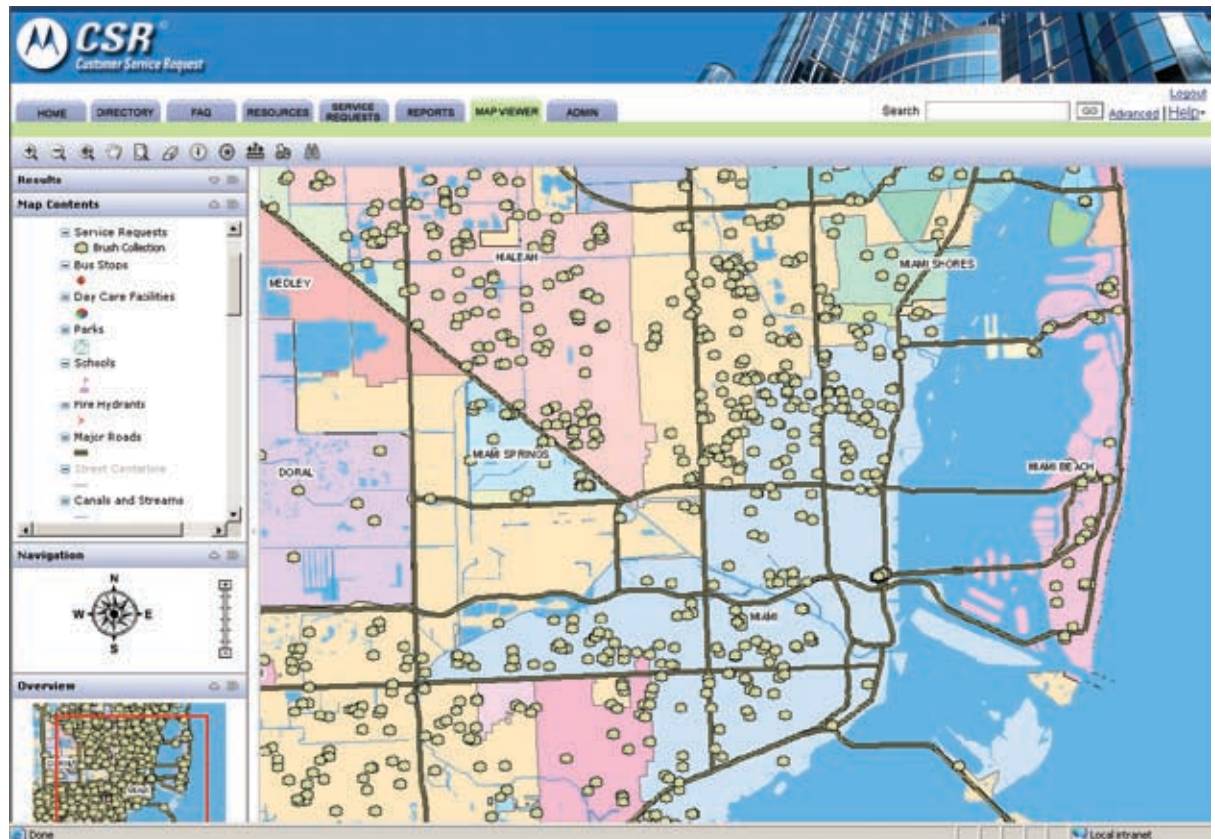 CSR®
Customer Service Request
HOME DIRECTORY FAQ RESOURCES SERVICE REQUESTS REPORTS MAP VIEWER ADMIN
Search GO Advanced | Help
Logout
Results
Map Contents
Service Requests
Brush Collection
Bus Stops
Day Care Facilities
Parks
Schools
Fire Hydrants
Major Roads
Street Centerline
Canals and Streams
Navigation
N
W E
S
Overview
HIALEAH
MIAMI SHORES
MEDLEY
MIAMI SPRINGS
DORAL
MIAMI BEACH
MIAMI
Done
Local intranet